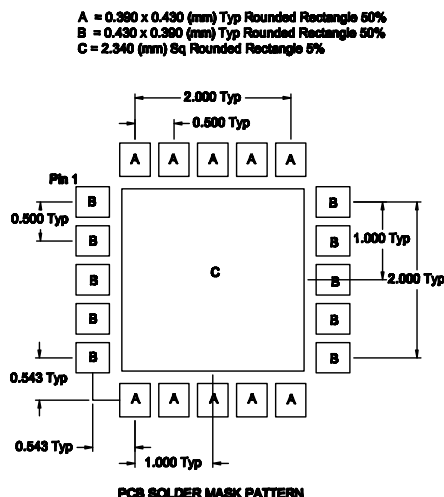 A = 0.390 x 0.430 (mm) Typ Rounded Rectangle 50%
B = 0.430 x 0.390 (mm) Typ Rounded Rectangle 50%
C = 2.340 (mm) Sq Rounded Rectangle 5%
2.000 Typ
0.500 Typ
A A A A A
Pin 1
B B
0.500 Typ
1.000 Typ
B B
C
B B
2.000 Typ
B B
B B
0.543 Typ
A A A A A
0.543 Typ
1.000 Typ
PCB SOLDER MASK PATTERN